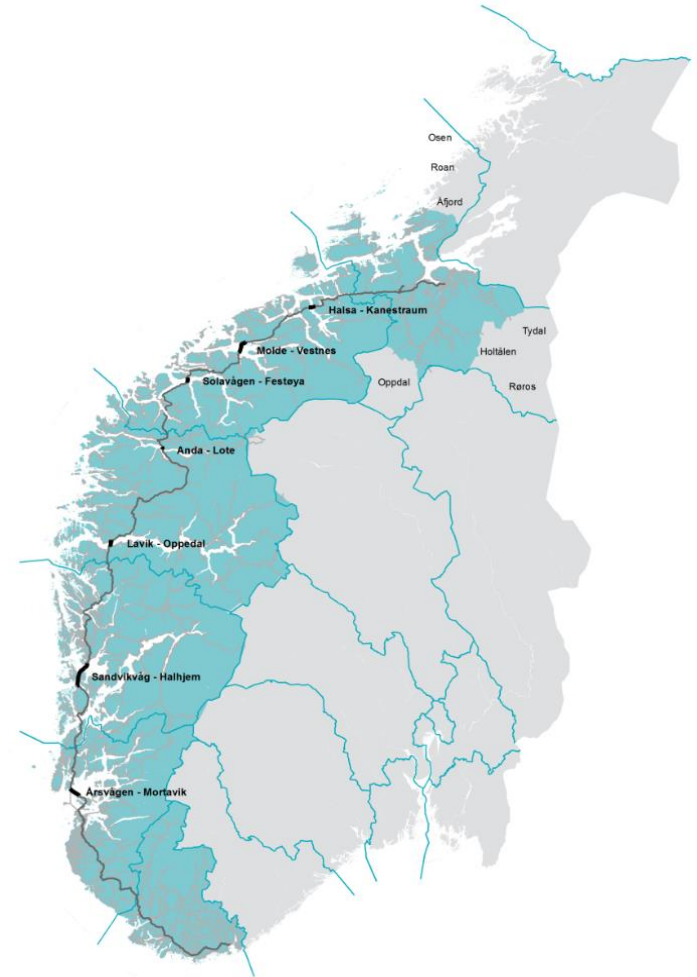 Osen
Roan
Åfjord
Halsa - Kanestraum
Tydal
Molde - Vestnes
Holtålen
Solavågen - Festøya
Oppdal
Røros
Anda - Lote
Lavik - Oppedal
Sandvikvåg - Halhjem
Arsvågen - Mortavik